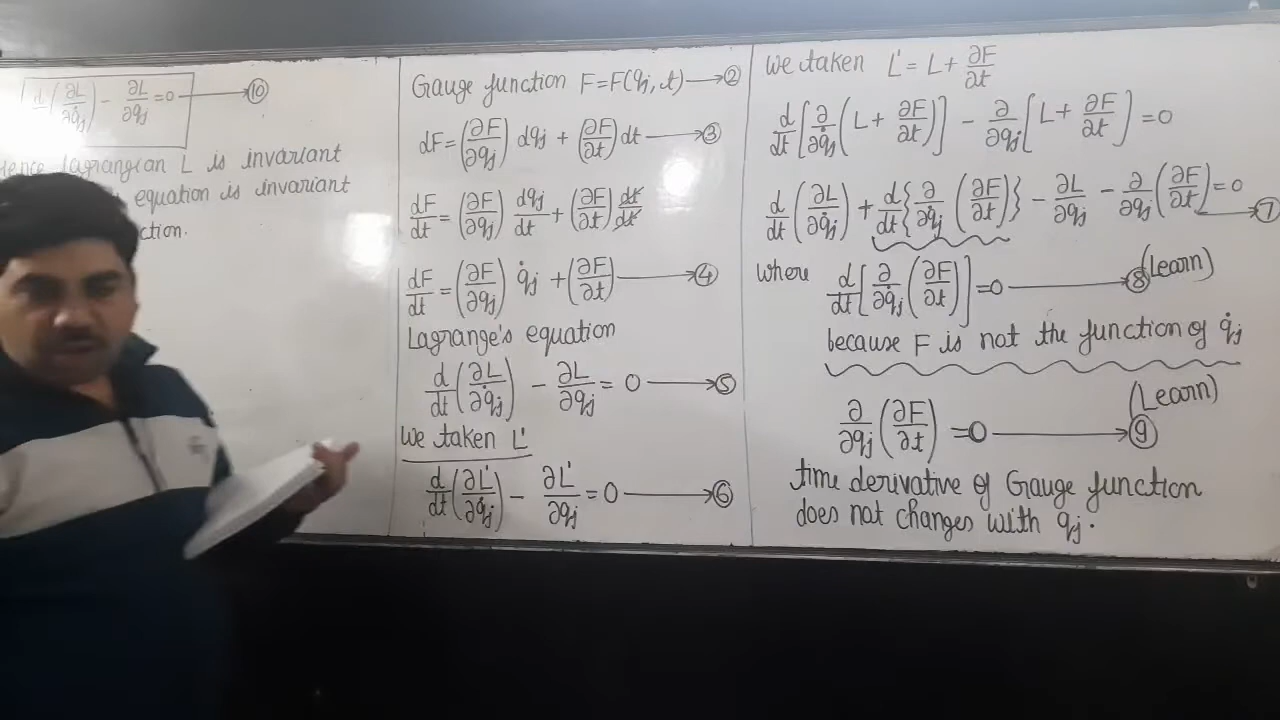 d/dt(∂L/∂q̇j) - ∂L/∂qj = 0 → ⑩
Hence Lagrangian L is invariant
equation is invariant
ction.
Gauge function F=F(qj, t) → ②
dF = (∂F/∂qj) dqj + (∂F/∂t) dt → ③
dF/dt = (∂F/∂qj) dqj/dt + (∂F/∂t) dt/dt
dF/dt = (∂F/∂qj) q̇j + (∂F/∂t) → ④
Lagrange's equation
d/dt(∂L/∂q̇j) - ∂L/∂qj = 0 → ⑤
We taken L'
d/dt(∂L'/∂q̇j) - ∂L'/∂qj = 0 → ⑥
We taken L' = L + ∂F/∂t
d/dt[∂/∂q̇j(L + ∂F/∂t)] - ∂/∂qj[L + ∂F/∂t] = 0
d/dt(∂L/∂q̇j) + d/dt{∂/∂q̇j(∂F/∂t)} - ∂L/∂qj - ∂/∂qj(∂F/∂t) = 0 → ⑦
where d/dt[∂/∂q̇j(∂F/∂t)] = 0 → ⑧ (Learn)
because F is not the function of q̇j
(Learn)
∂/∂qj(∂F/∂t) = 0 → ⑨
time derivative of Gauge function
does not changes with qj.